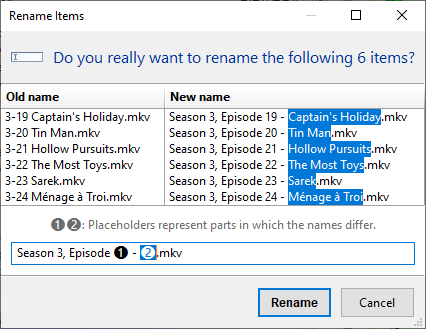 Rename Items
Do you really want to rename the following 6 items?
Old name New name
3-19 Captain's Holiday.mkv Season 3, Episode 19 - Captain's Holiday.mkv
3-20 Tin Man.mkv Season 3, Episode 20 - Tin Man.mkv
3-21 Hollow Pursuits.mkv Season 3, Episode 21 - Hollow Pursuits.mkv
3-22 The Most Toys.mkv Season 3, Episode 22 - The Most Toys.mkv
3-23 Sarek.mkv Season 3, Episode 23 - Sarek.mkv
3-24 Ménage à Troi.mkv Season 3, Episode 24 - Ménage à Troi.mkv
❶❷: Placeholders represent parts in which the names differ.
Season 3, Episode ❶ - ❷.mkv
Rename Cancel